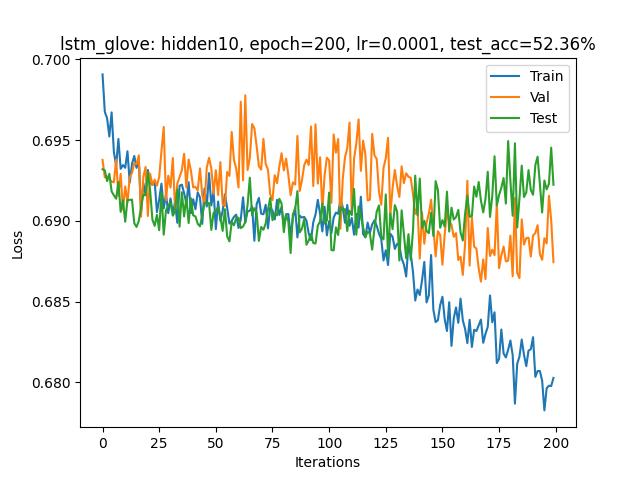 lstm_glove: hidden10, epoch=200, lr=0.0001, test_acc=52.36%
0.700
0.695
0.690
0.685
0.680
Loss
Train
Val
Test
0 25 50 75 100 125 150 175 200
Iterations